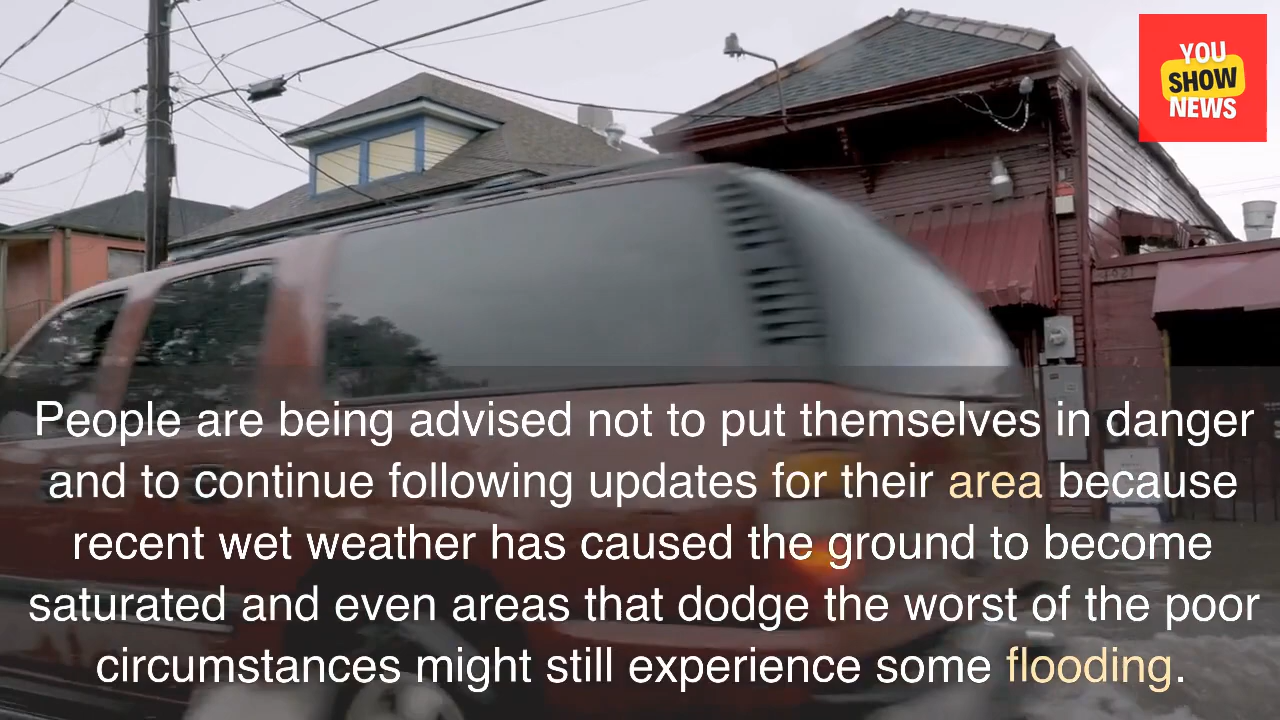 YOU
SHOW
NEWS
People are being advised not to put themselves in danger
and to continue following updates for their area because
recent wet weather has caused the ground to become
saturated and even areas that dodge the worst of the poor
circumstances might still experience some flooding.